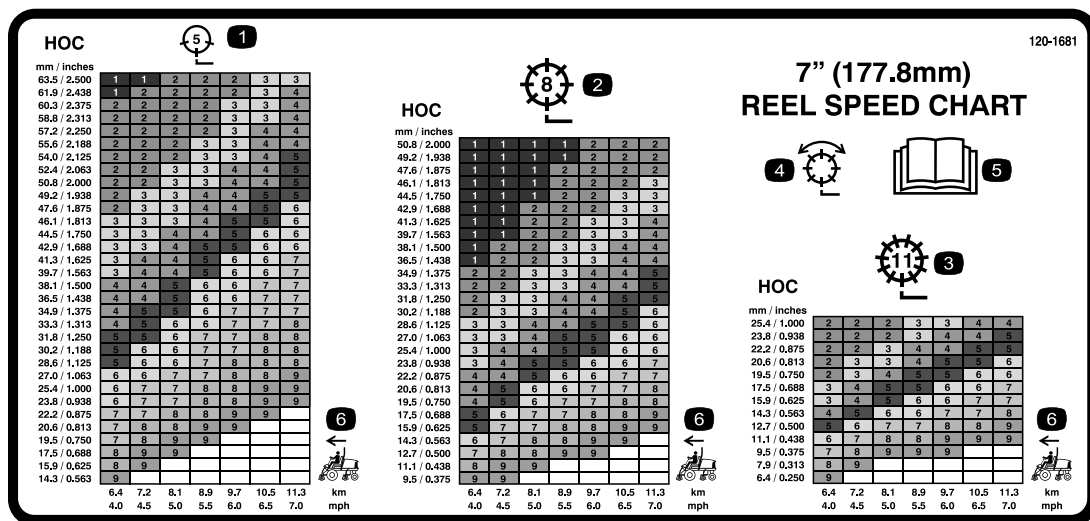 120-1681
7” (177.8mm)
REEL SPEED CHART
4 5
HOC
5 1
mm / inches
63.5 / 2.500 1 1 2 2 2 3 3
61.9 / 2.438 1 2 2 2 2 3 4
60.3 / 2.375 2 2 2 2 3 3 4
58.8 / 2.313 2 2 2 2 3 3 4
57.2 / 2.250 2 2 2 2 3 4 4
55.6 / 2.188 2 2 2 3 3 4 4
54.0 / 2.125 2 2 2 3 3 4 5
52.4 / 2.063 2 2 3 3 4 4 5
50.8 / 2.000 2 2 3 3 4 4 5
49.2 / 1.938 2 3 3 4 4 5 5
47.6 / 1.875 2 3 3 4 4 5 6
46.1 / 1.813 3 3 3 4 5 5 6
44.5 / 1.750 3 3 4 4 5 6 6
42.9 / 1.688 3 3 4 5 5 6 6
41.3 / 1.625 3 4 4 5 6 6 7
39.7 / 1.563 3 4 4 5 6 6 7
38.1 / 1.500 4 4 5 6 6 7 7
36.5 / 1.438 4 4 5 6 6 7 7
34.9 / 1.375 4 5 5 6 6 7
33.3 / 1.313 4 5 6 6 7 7 8
31.8 / 1.250 5 5 6 6 7 8 8
30.2 / 1.188 5 6 6 7 7 8 8
28.6 / 1.125 5 6 6 7 8 8
27.0 / 1.063 6 6 7 7 8 8 9
25.4 / 1.000 6 7 7 8 8 9 9
23.8 / 0.938 6 7 7 8 8 9 9
22.2 / 0.875 7 7 8 8 9 9
20.6 / 0.813 7 8 8 9 9
19.5 / 0.750 7 8 9 9
17.5 / 0.688 8 9 9
15.9 / 0.625 8 9
14.3 / 0.563 9
6.4 7.2 8.1 8.9 9.7 10.5 11.3 km
4.0 4.5 5.0 5.5 6.0 6.5 7.0 mph
6
8 2
HOC
mm / inches
50.8 / 2.000 1 1 1 1 2 2 2
49.2 / 1.938 1 1 1 1 2 2 2
47.6 / 1.875 1 1 1 2 2 2 2
46.1 / 1.813 1 1 1 2 2 2 3
44.5 / 1.750 1 1 1 2 2 3 3
42.9 / 1.688 1 1 2 2 2 3 3
41.3 / 1.625 1 1 2 2 3 3 4
39.7 / 1.563 1 1 2 2 3 3 4
38.1 / 1.500 1 2 2 3 3 4 4
36.5 / 1.438 1 2 2 3 3 4 4
34.9 / 1.375 2 2 3 3 4 4 5
33.3 / 1.313 2 2 3 3 4 4 5
31.8 / 1.250 2 3 3 4 4 5 5
30.2 / 1.188 2 3 3 4 4 5 6
28.6 / 1.125 3 3 4 4 5 5 6
27.0 / 1.063 3 3 4 5 5 6 6
25.4 / 1.000 3 4 4 5 5 6 6
23.8 / 0.938 3 4 5 5 6 6 7
22.2 / 0.875 4 4 5 6 6 7 7
20.6 / 0.813 4 5 6 6 7 7 8
19.5 / 0.750 4 5 6 6 7 7 8
17.5 / 0.688 5 6 6 7 8 8 9
15.9 / 0.625 5 6 7 7 8 8 9
14.3 / 0.563 6 7 8 8 9 9
12.7 / 0.500 7 8 8 9 9
11.1 / 0.438 8 8 9
9.5 / 0.375 8 9
6.4 7.2 8.1 8.9 9.7 10.5 11.3 km
4.0 4.5 5.0 5.5 6.0 6.5 7.0 mph
6
11 3
HOC
mm / inches
25.4 / 1.000 2 2 2 3 3 4 4
23.8 / 0.938 2 2 3 3 4 4 5
22.2 / 0.875 2 2 3 4 4 5 5
20.6 / 0.813 2 3 3 4 5 5 6
19.5 / 0.750 2 3 4 5 5 6 6
17.5 / 0.688 3 4 5 5 6 6 7
15.9 / 0.625 3 4 5 6 6 7 7
14.3 / 0.563 4 5 6 6 7 7 8
12.7 / 0.500 5 6 6 7 7 8 9
11.1 / 0.438 6 7 7 8 8 9 9
9.5 / 0.375 7 8 8 9 9
7.9 / 0.313 8 9
6.4 / 0.250 9
6.4 7.2 8.1 8.9 9.7 10.5 11.3 km
4.0 4.5 5.0 5.5 6.0 6.5 7.0 mph
6